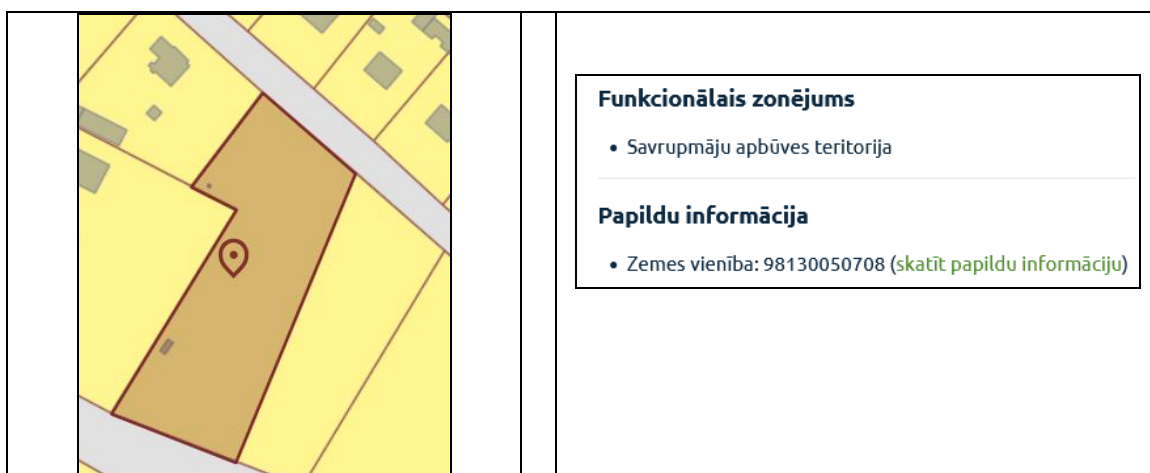 Funkcionālais zonējums
• Savrupmāju apbūves teritorija
Papildu informācija
• Zemes vienība: 98130050708 (skatīt papildu informāciju)